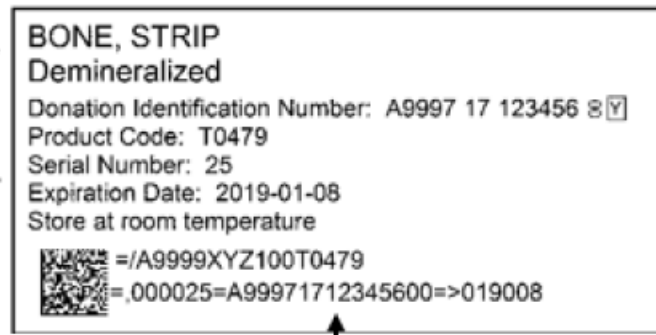 BONE, STRIP
Demineralized
Donation Identification Number: A9997 17 123456 8 Y
Product Code: T0479
Serial Number: 25
Expiration Date: 2019-01-08
Store at room temperature
=/A9999XYZ100T0479
=,000025=A99971712345600=>019008